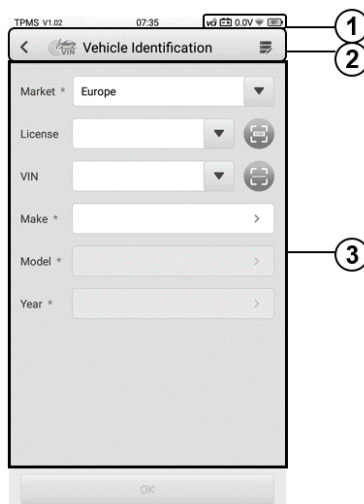 TPMS V1.02 07:35 0.0V
1
VIN Vehicle Identification
2
Market * Europe
License
VIN
Make *
3
Model *
Year *
OK